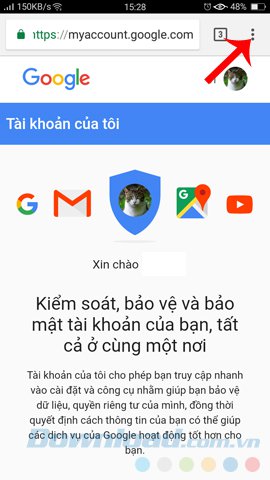 150KB/s 15:28 48%
https://myaccount.google.com 3
Google
Tài khoản của tôi
Xin chào
Kiểm soát, bảo vệ và bảo
mật tài khoản của bạn, tất
cả ở cùng một nơi
Tài khoản của tôi cho phép bạn truy cập nhanh
vào cài đặt và công cụ nhằm giúp bạn bảo vệ
dữ liệu, quyền riêng tư của mình, đồng thời
quyết định cách thông tin của bạn có thể giúp
các dịch vụ của Google hoạt động tốt hơn cho
bạn.
Download.com.vn